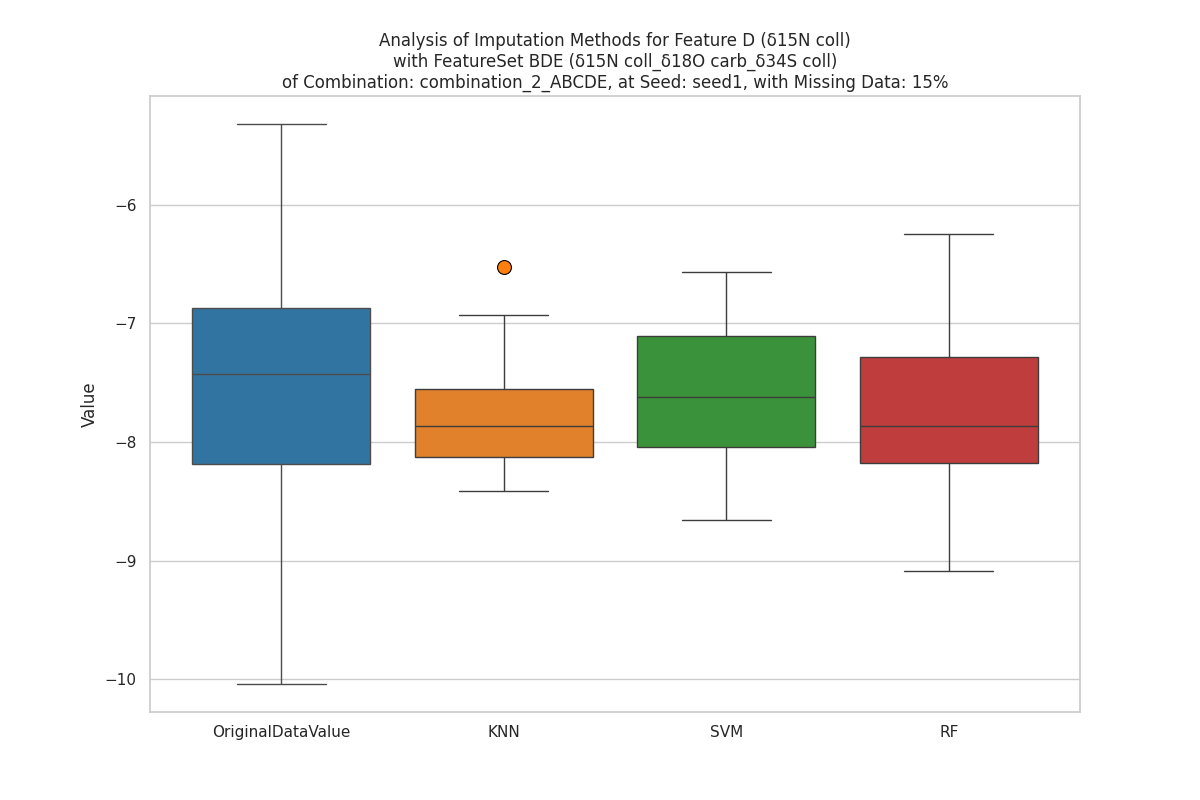 Analysis of Imputation Methods for Feature D (δ15N coll)
with FeatureSet BDE (δ15N coll_δ18O carb_δ34S coll)
of Combination: combination_2_ABCDE, at Seed: seed1, with Missing Data: 15%
Value
−6
−7
−8
−9
−10
OriginalDataValue
KNN
SVM
RF